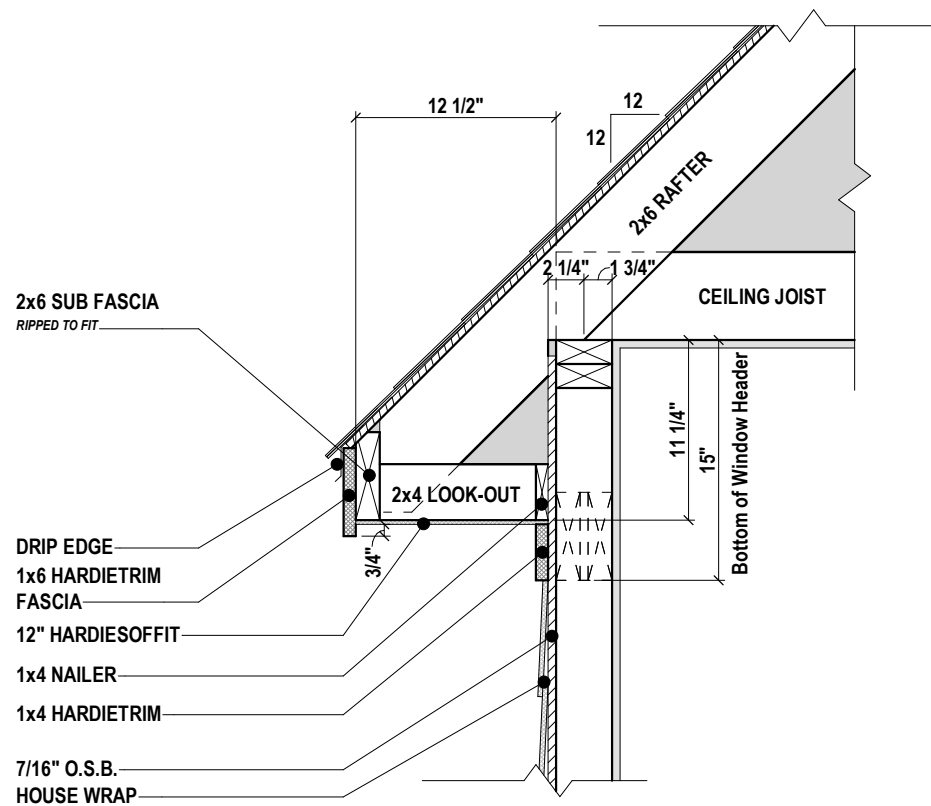 12 1/2"
12
12
2x6 RAFTER
2 1/4"
1 3/4"
CEILING JOIST
2x6 SUB FASCIA
RIPPED TO FIT
11 1/4"
15"
Bottom of Window Header
2x4 LOOK-OUT
3/4"
DRIP EDGE
1x6 HARDIETRIM
FASCIA
12" HARDIESOFFIT
1x4 NAILER
1x4 HARDIETRIM
7/16" O.S.B.
HOUSE WRAP